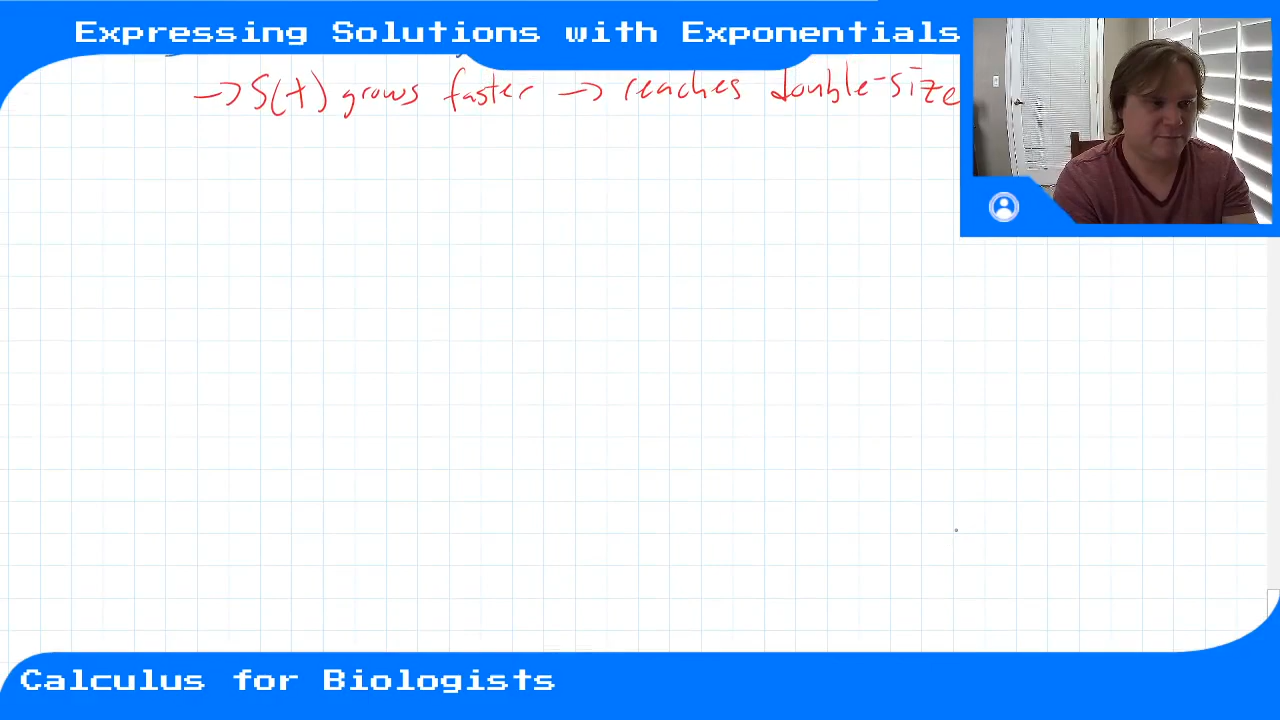 Expressing Solutions with Exponentials
→ S(t) grows faster → reaches double-size
Calculus for Biologists